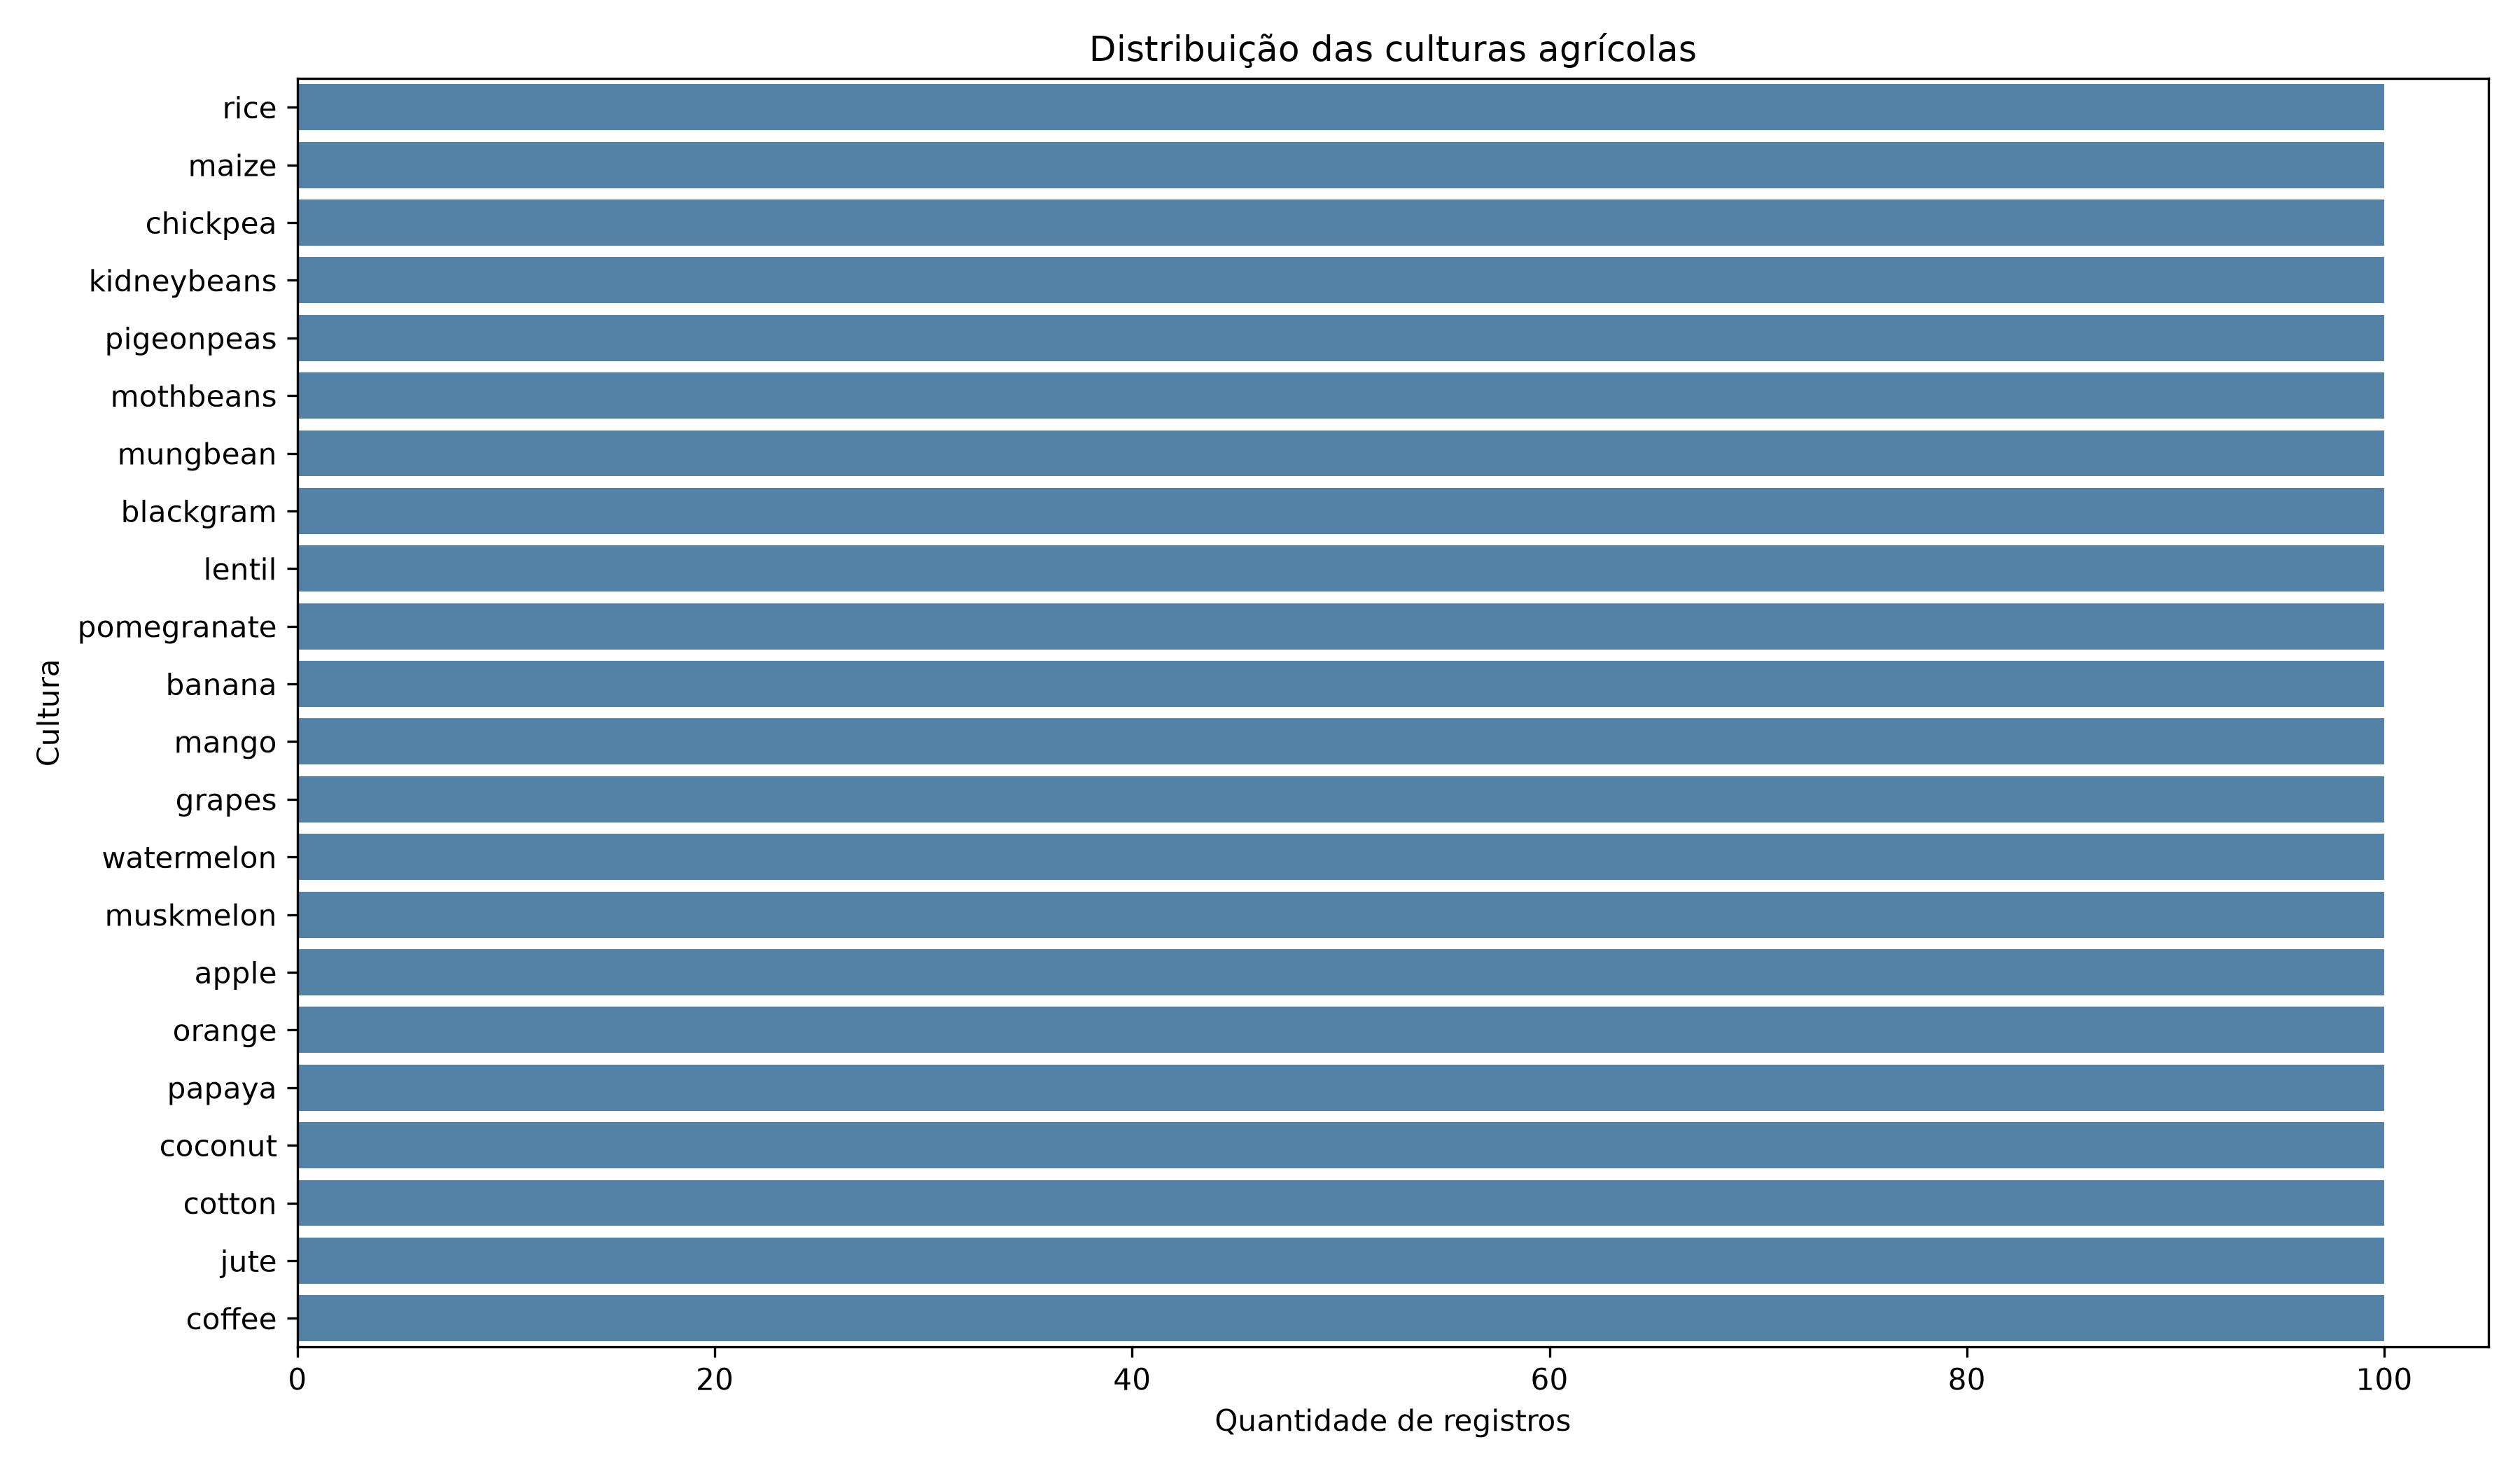 Distribuição das culturas agrícolas
Cultura
rice
maize
chickpea
kidneybeans
pigeonpeas
mothbeans
mungbean
blackgram
lentil
pomegranate
banana
mango
grapes
watermelon
muskmelon
apple
orange
papaya
coconut
cotton
jute
coffee
0 20 40 60 80 100
Quantidade de registros